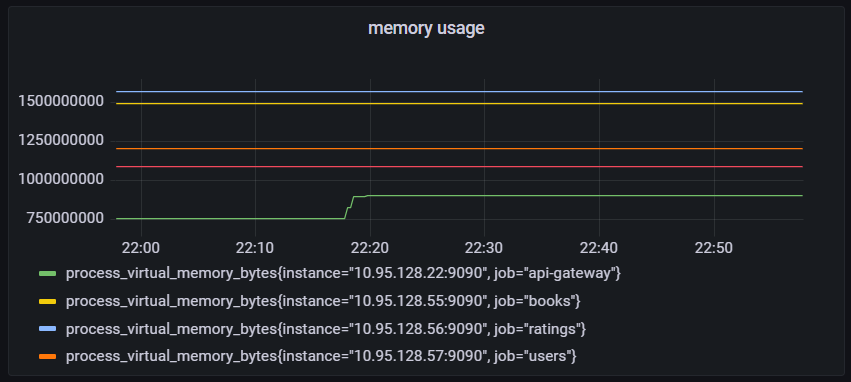 memory usage
1500000000
1250000000
1000000000
750000000
22:00 22:10 22:20 22:30 22:40 22:50
process_virtual_memory_bytes{instance="10.95.128.22:9090", job="api-gateway"}
process_virtual_memory_bytes{instance="10.95.128.55:9090", job="books"}
process_virtual_memory_bytes{instance="10.95.128.56:9090", job="ratings"}
process_virtual_memory_bytes{instance="10.95.128.57:9090", job="users"}